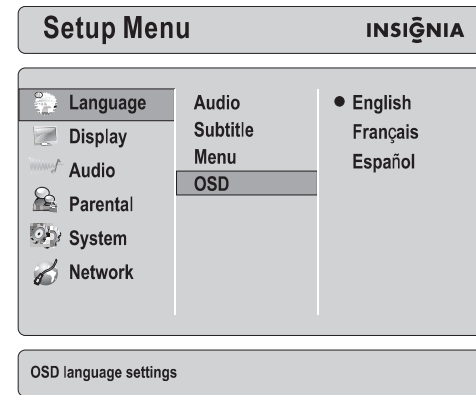 Setup Menu
INSIGNIA
Language
Display
Audio
Parental
System
Network
Audio
Subtitle
Menu
OSD
English
Français
Español
OSD language settings